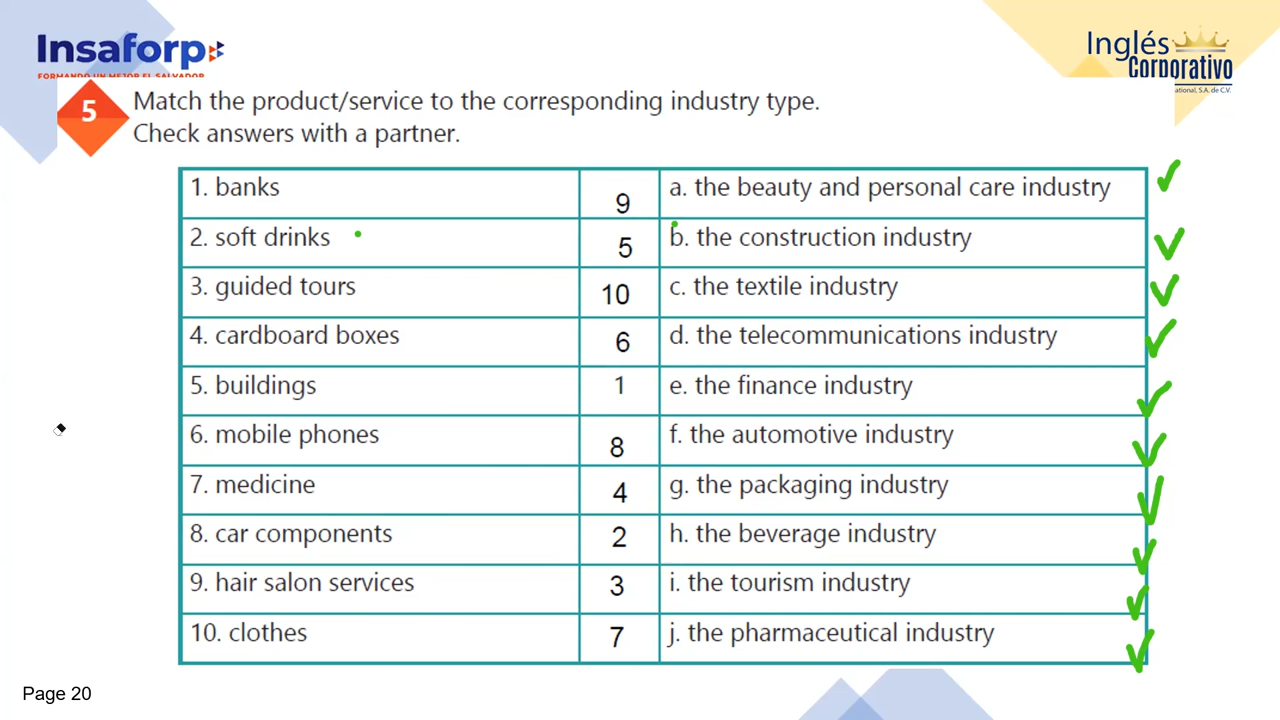 Insaforp
FORMANDO UN MEJOR EL SALVADOR
Inglés
Corporativo
ational, S.A. de C.V.
5
Match the product/service to the corresponding industry type.
Check answers with a partner.
1. banks 9 a. the beauty and personal care industry
2. soft drinks 5 b. the construction industry
3. guided tours 10 c. the textile industry
4. cardboard boxes 6 d. the telecommunications industry
5. buildings 1 e. the finance industry
6. mobile phones 8 f. the automotive industry
7. medicine 4 g. the packaging industry
8. car components 2 h. the beverage industry
9. hair salon services 3 i. the tourism industry
10. clothes 7 j. the pharmaceutical industry
Page 20